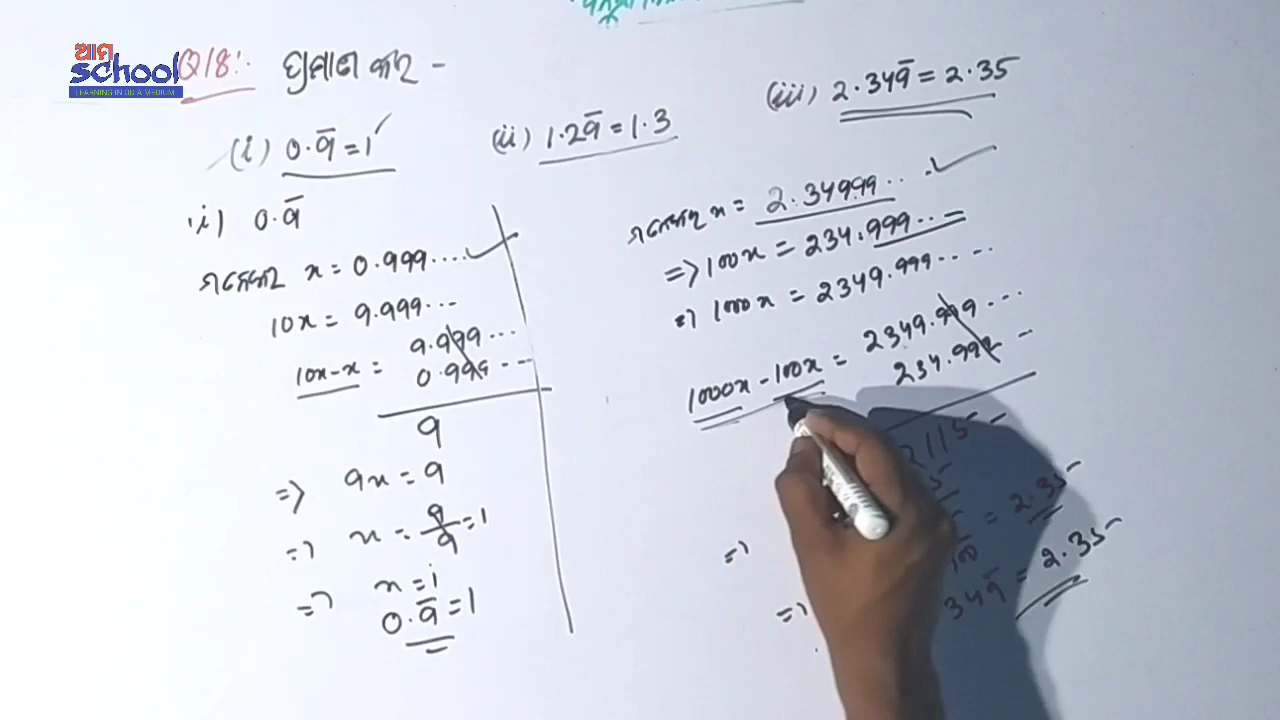 ଆମ
school
LEARNING IN ODIA MEDIUM
Q18:- ପ୍ରମାଣ କର -
(i) 0.9̅ = 1
(ii) 1.29̅ = 1.3
(iii) 2.349̅ = 2.35
(i) 0.9̅
ମନେକର x = 0.999....
10x = 9.999...
10x - x = 9.999...
0.999...
9
=> 9x = 9
=> x = 9/9 = 1
=> x = 1
0.9̅ = 1
ମନେକର x = 2.34999..
=> 100x = 234.999..
=> 1000x = 2349.999....
1000x - 100x = 2349.999...
234.999 -
2115
=> = 2.35
100
=> 349̅ = 2.35